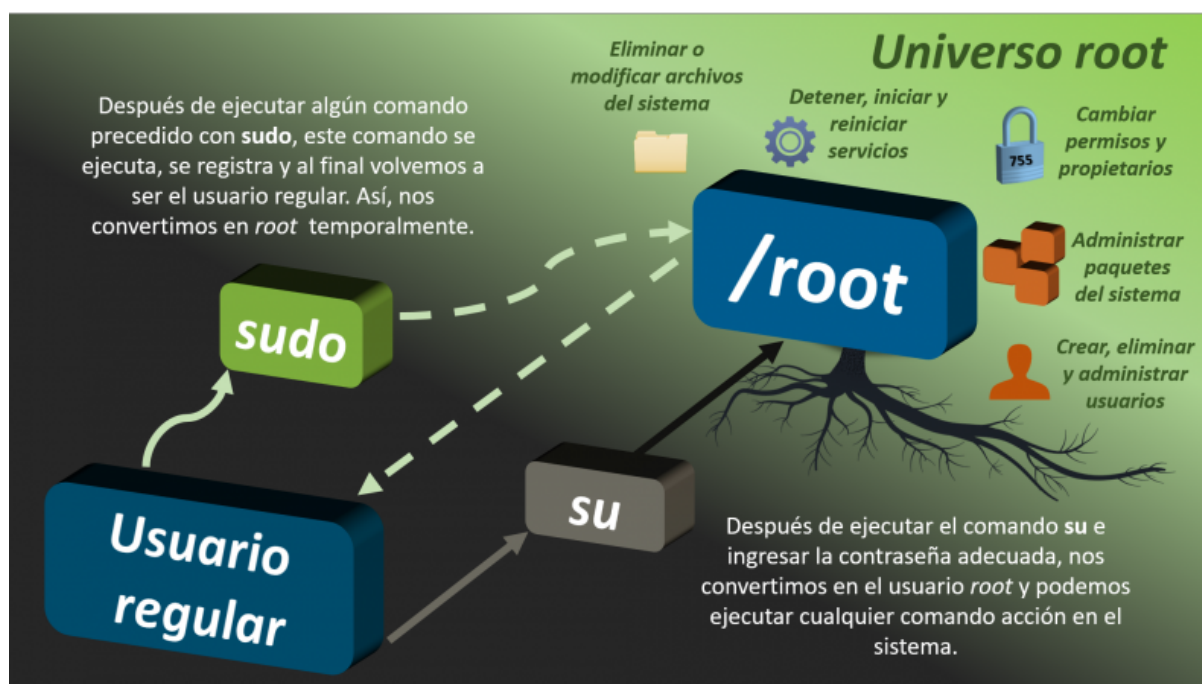 Universo root
Eliminar o
modificar archivos
del sistema
Detener, iniciar y
reiniciar
servicios
755
Cambiar
permisos y
propietarios
Después de ejecutar algún comando
precedido con sudo, este comando se
ejecuta, se registra y al final volvemos a
ser el usuario regular. Así, nos
convertimos en root temporalmente.
/root
Administrar
paquetes
del sistema
sudo
Crear, eliminar
y administrar
usuarios
su
Usuario
regular
Después de ejecutar el comando su e
ingresar la contraseña adecuada, nos
convertimos en el usuario root y podemos
ejecutar cualquier comando acción en el
sistema.